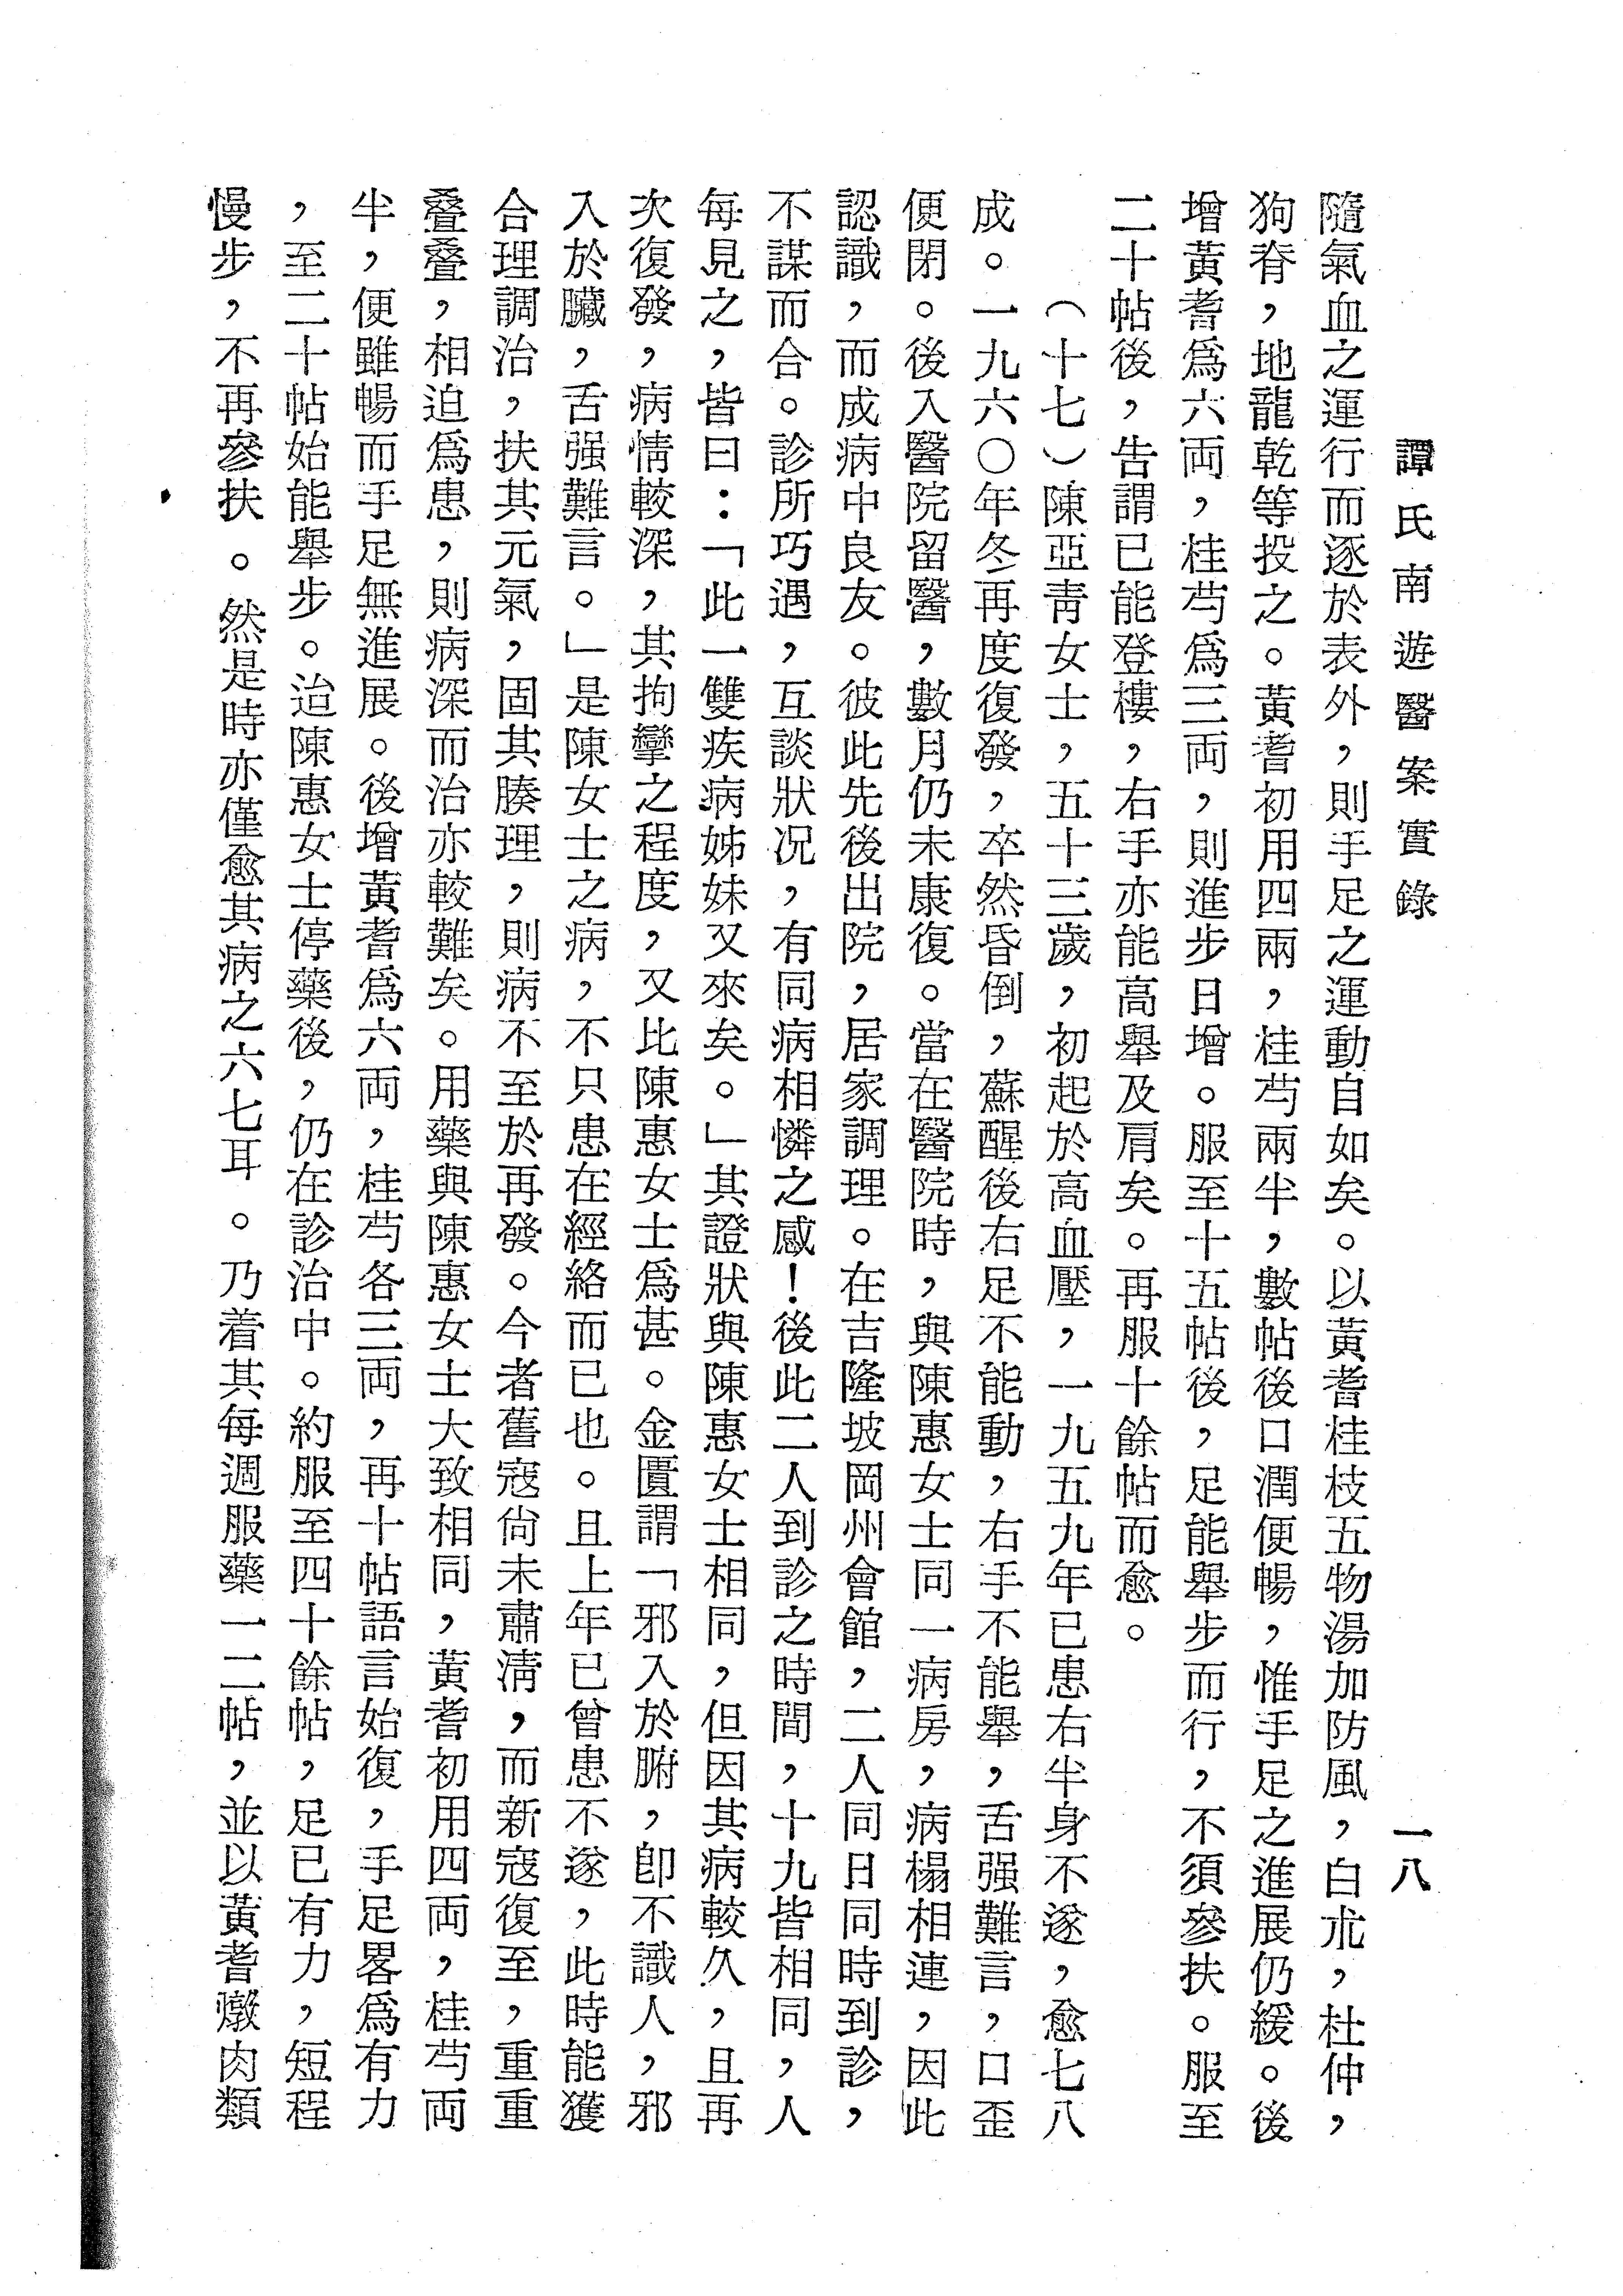 譚氏南遊醫案實錄
一八
隨氣血之運行而逐於表外，則手足之運動自如矣。以黃耆桂枝五物湯加防風，白朮，杜仲，
狗脊，地龍乾等投之。黃耆初用四兩，桂芍兩半，數帖後口潤便暢，惟手足之進展仍緩。後
增黃耆爲六両，桂芍爲三両，則進步日增。服至十五帖後，足能舉步而行，不須參扶。服至
二十帖後，告謂已能登樓，右手亦能高舉及肩矣。再服十餘帖而愈。
（十七）陳亞靑女士，五十三歲，初起於高血壓，一九五九年已患右半身不遂，愈七八
成。一九六〇年冬再度復發，卒然昏倒，蘇醒後右足不能動，右手不能舉，舌强難言，口歪
便閉。後入醫院留醫，數月仍未康復。當在醫院時，與陳惠女士同一病房，病榻相連，因此
認識，而成病中良友。彼此先後出院，居家調理。在吉隆坡岡州會館，二人同日同時到診，
不謀而合。診所巧遇，互談狀况，有同病相憐之感！後此二人到診之時間，十九皆相同，人
每見之，皆曰：「此一雙疾病姊妹又來矣。」其證狀與陳惠女士相同，但因其病較久，且再
次復發，病情較深，其拘攣之程度，又比陳惠女士爲甚。金匱謂「邪入於腑，卽不識人，邪
入於臟，舌强難言。」是陳女士之病，不只患在經絡而已也。且上年已曾患不遂，此時能獲
合理調治，扶其元氣，固其腠理，則病不至於再發。今者舊寇尙未肅淸，而新寇復至，重重
叠叠，相迫爲患，則病深而治亦較難矣。用藥與陳惠女士大致相同，黃耆初用四両，桂芍両
半，便雖暢而手足無進展。後增黃耆爲六両，桂芍各三両，再十帖語言始復，手足畧爲有力
，至二十帖始能舉步。迨陳惠女士停藥後，仍在診治中。約服至四十餘帖，足已有力，短程
慢步，不再參扶。然是時亦僅愈其病之六七耳。乃着其每週服藥一二帖，並以黃耆燉肉類